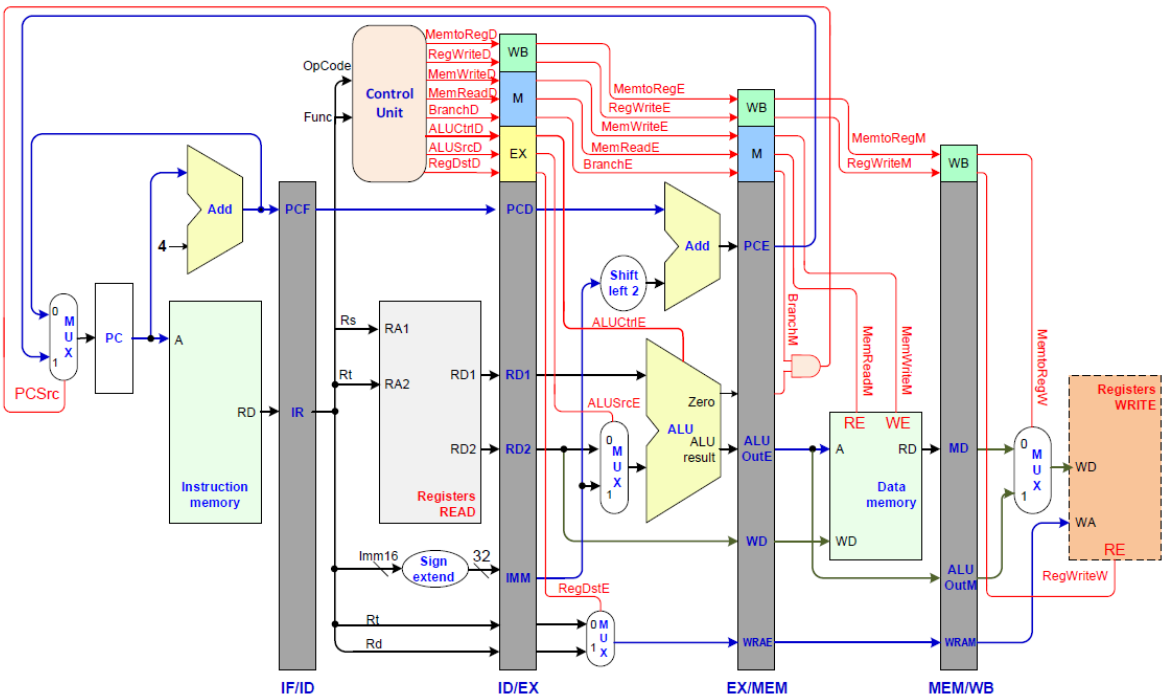 MemtoRegD
RegWriteD
MemWriteD
MemReadD
BranchD
ALUCtrlD
ALUSrcD
RegDstD
OpCode
Func
Control
Unit
WB
M
EX
MemtoRegE
RegWriteE
MemWriteE
MemReadE
BranchE
WB
M
MemtoRegM
RegWriteM
WB
Add
4
PCF
PCD
Add
PCE
Shift
left 2
0
MUX
1
PC
PCSrc
A
RD
Instruction
memory
IR
Rs
Rt
RA1
RA2
RD1
RD2
Registers
READ
RD1
RD2
ALUCtrlE
ALUSrcE
0
MUX
1
ALU
Zero
ALU
result
BranchM
MemReadM
MemWriteM
ALU
OutE
RE
WE
A
RD
Data
memory
WD
WD
MD
ALU
OutM
MemtoRegW
0
MUX
1
Registers
WRITE
WD
WA
RE
RegWriteW
Imm16
Sign
extend
32
IMM
RegDstE
Rt
Rd
0
MUX
1
WRAE
WRAM
IF/ID
ID/EX
EX/MEM
MEM/WB